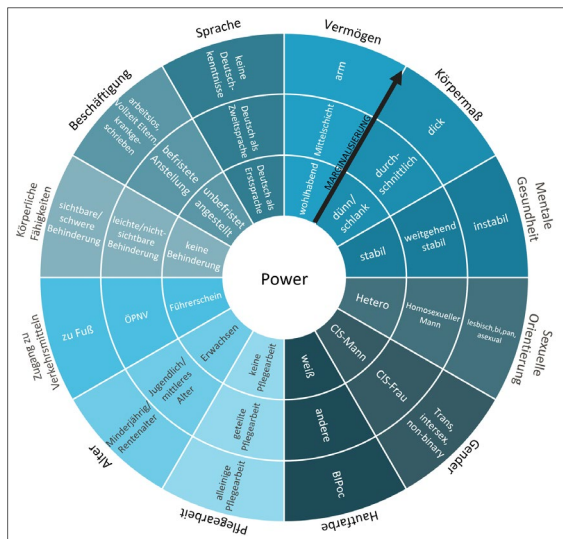 Sprache
Vermögen
Körpermaß
Mentale
Gesundheit
Sexuelle
Orientierung
Gender
Hautfarbe
Pflegearbeit
Alter
Zugang zu
Verkehrsmitteln
Körperliche
Fähigkeiten
Beschäftigung
Power
MARGINALISIERUNG
arm
Mittelschicht
wohlhabend
dick
durch-
schnittlich
dünn/
schlank
instabil
weitgehend
stabil
stabil
lesbisch,bi,pan,
asexual
Homosexueller
Mann
Hetero
Trans,
intersex,
non-binary
CIS-Frau
CIS-Mann
BIPoc
andere
weiß
alleinige
Pflegearbeit
geteilte
Pflegearbeit
keine
Pflegearbeit
Minderjährig/
Rentenalter
Jugendlich/
mittleres
Alter
Erwachsen
zu Fuß
ÖPNV
Führerschein
sichtbare/
schwere
Behinderung
leichte/nicht-
sichtbare
Behinderung
keine
Behinderung
arbeitslos,
Vollzeit Eltern,
krankge-
schrieben
befristete
Anstellung
unbefristet
angestellt
keine
Deutsch-
kenntnisse
Deutsch als
Zweitsprache
Deutsch als
Erstsprache